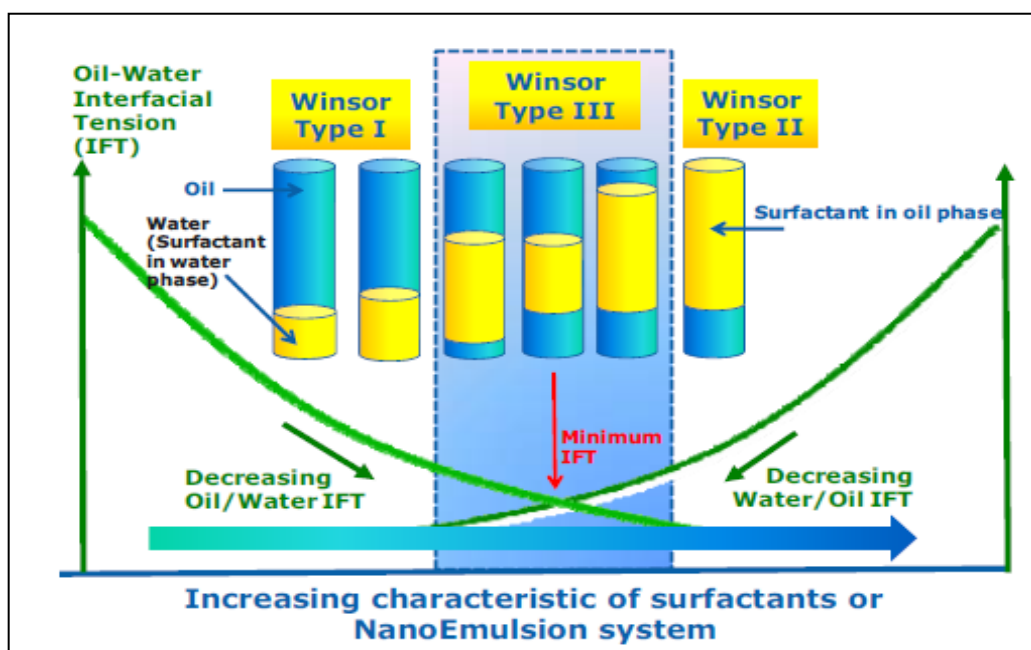 Oil-Water
Interfacial
Tension
(IFT)
Winsor
Type I
Winsor
Type III
Winsor
Type II
Oil
Water
(Surfactant
in water
phase)
Surfactant in oil phase
Minimum
IFT
Decreasing
Oil/Water IFT
Decreasing
Water/Oil IFT
Increasing characteristic of surfactants or
NanoEmulsion system